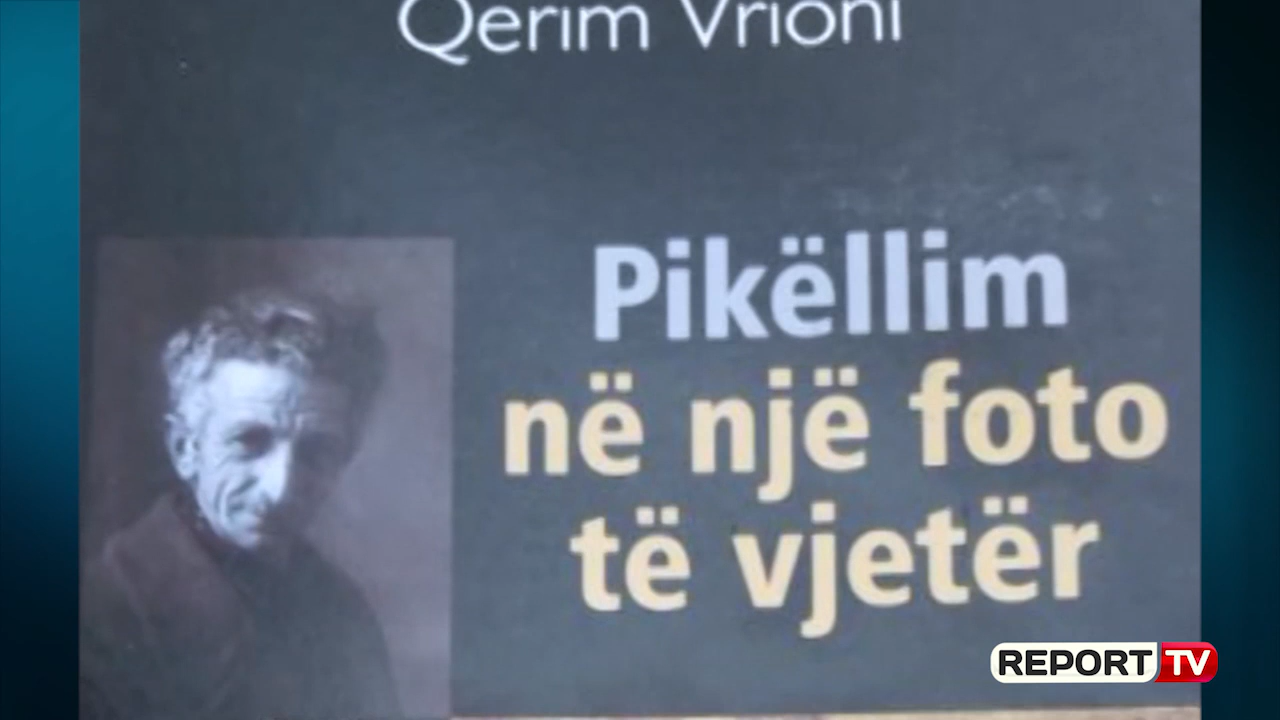 Qerim Vrioni
Pikëllim
në një foto
të vjetër
REPORT TV